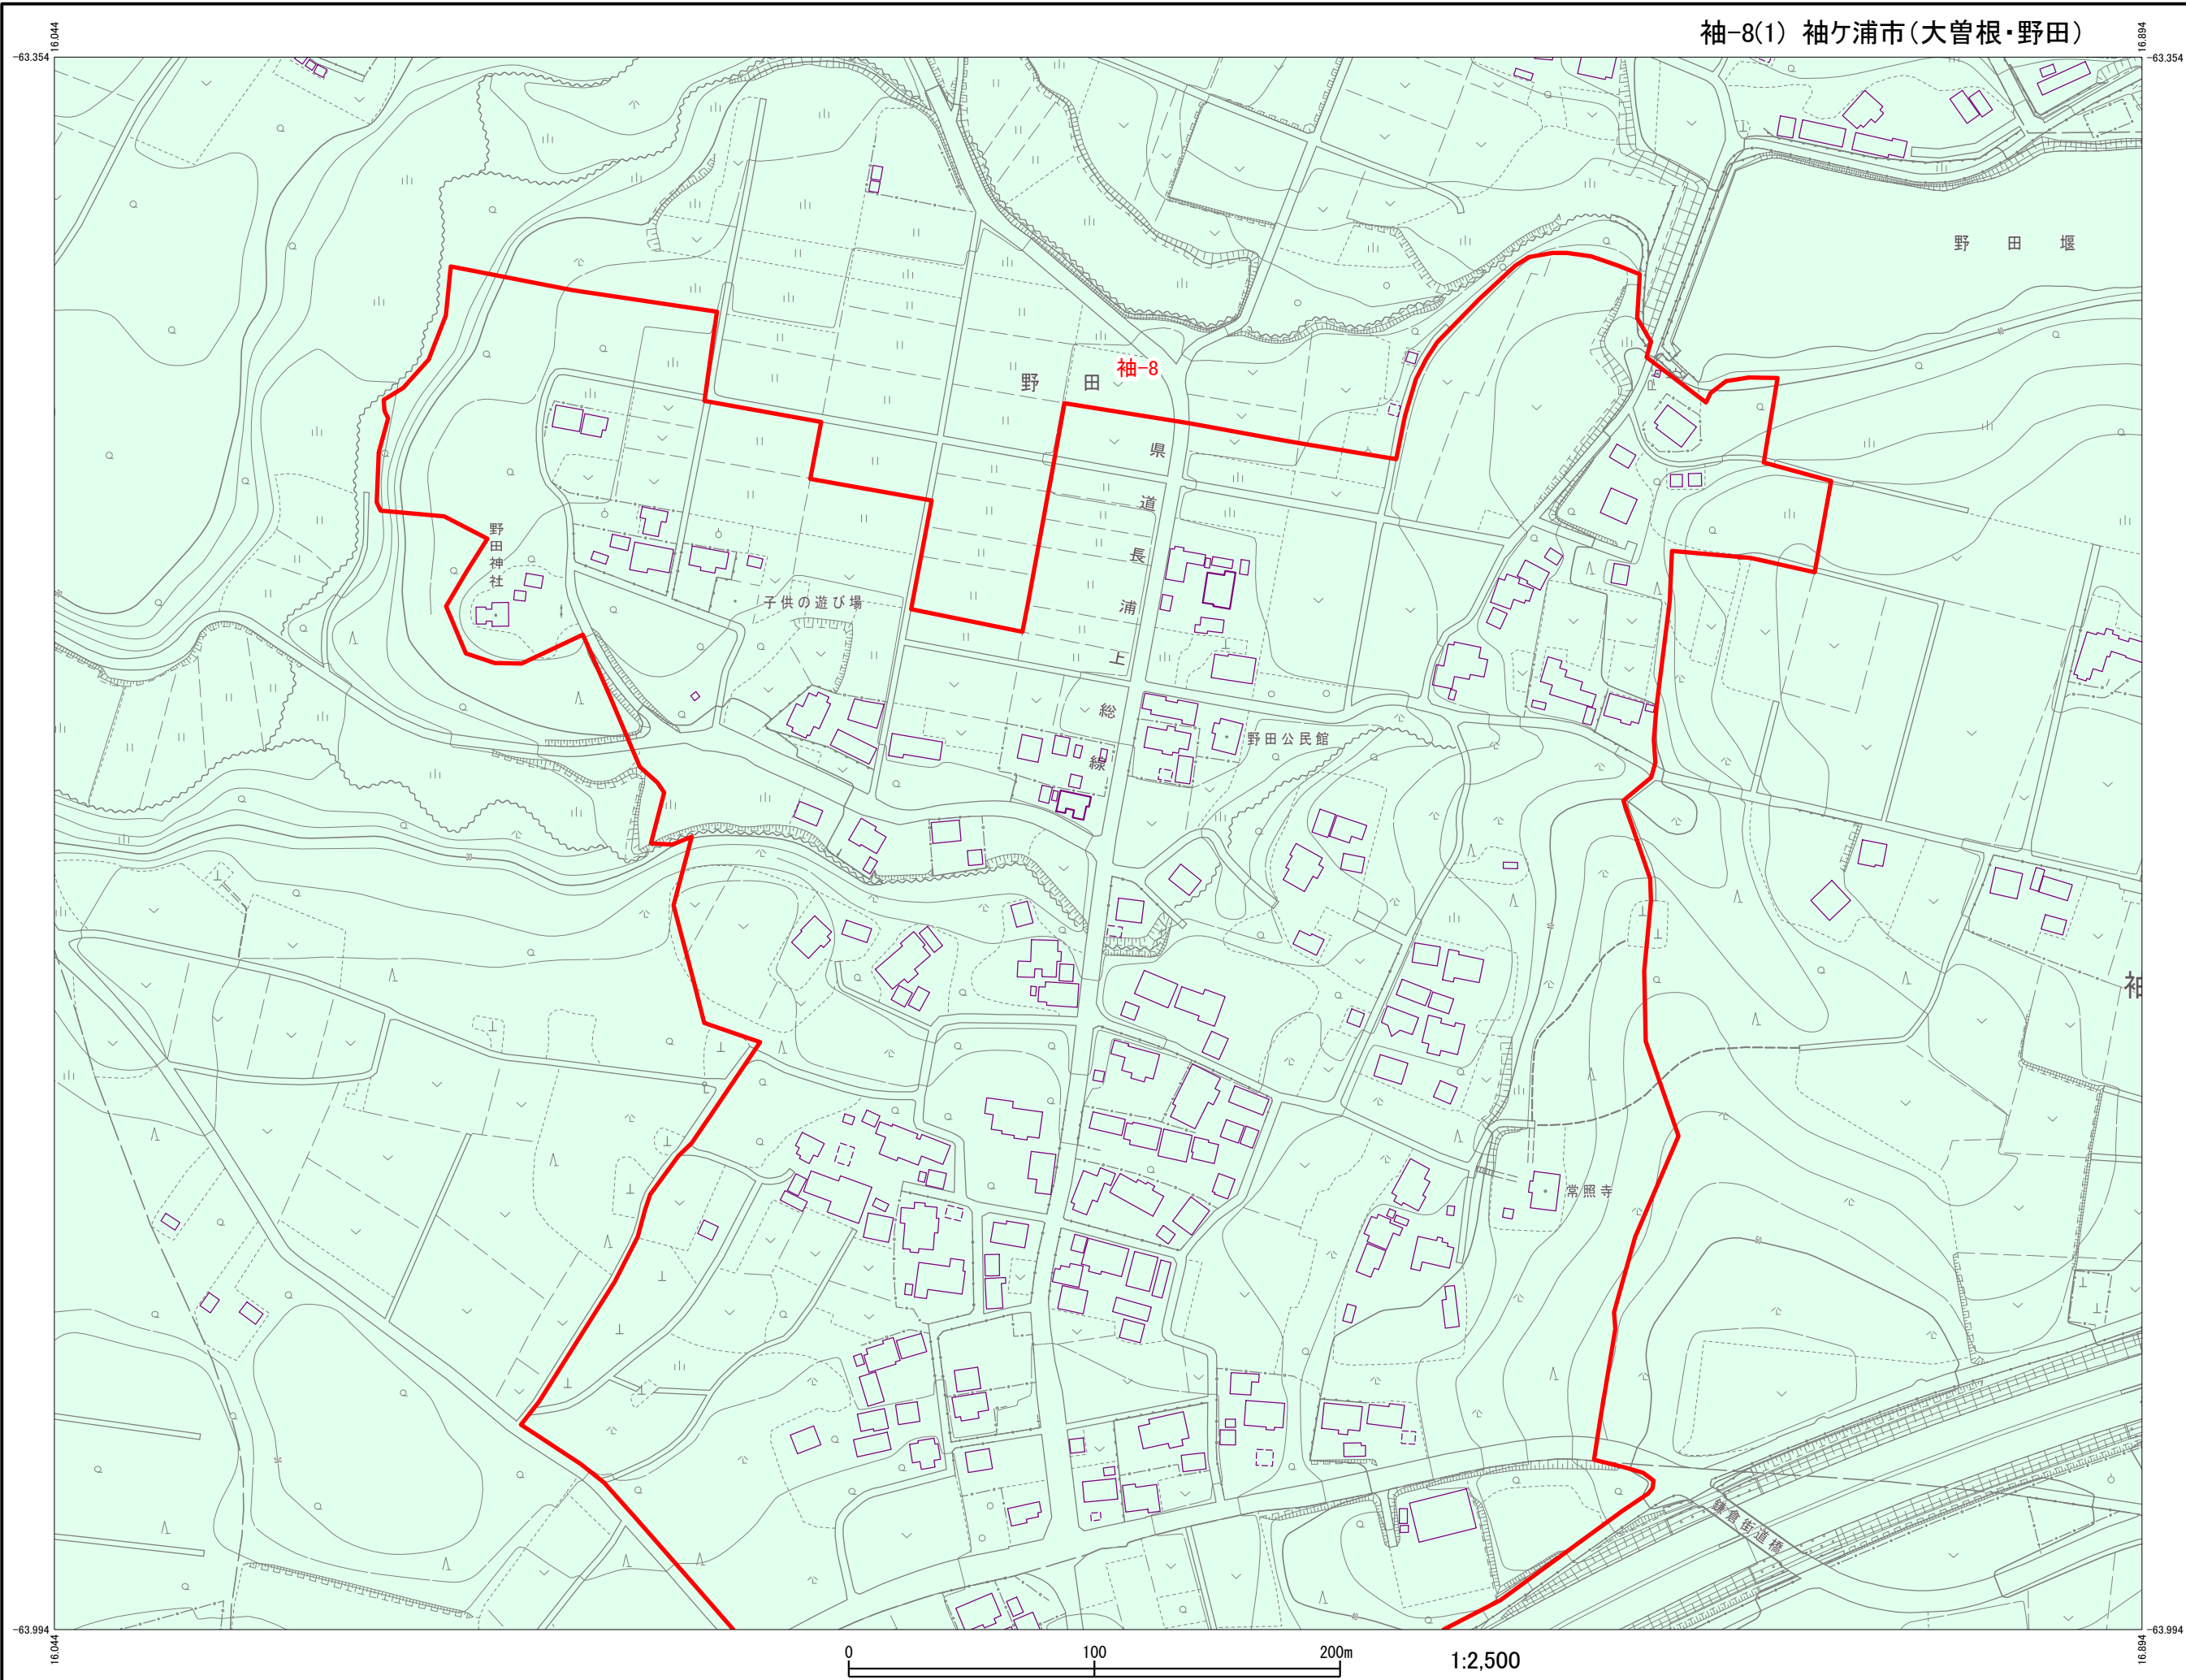 袖-8(1) 袖ケ浦市(大曽根・野田)
16.044
16.894
-63.354
-63.354
野田堰
袖-8
野田
県道長浦上総線
野田神社
子供の遊び場
野田公民館
袖
常照寺
鎌倉街道橋
-63.994
-63.994
16.044
16.894
0 100 200m
1:2,500